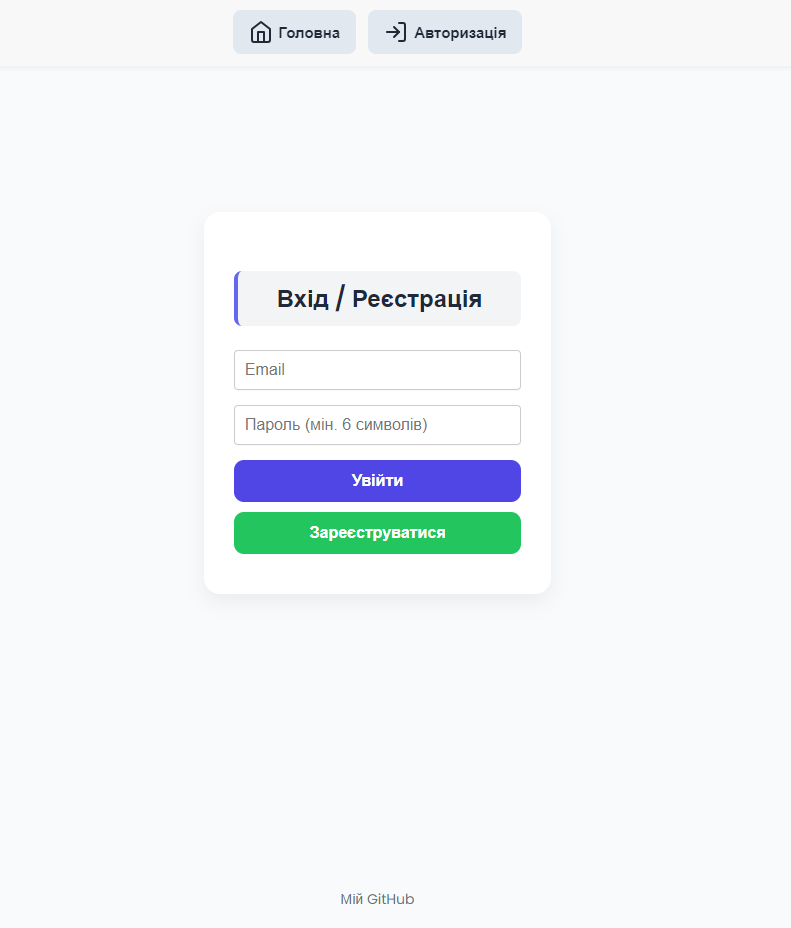 Головна
Авторизація
Вхід / Реєстрація
Email
Пароль (мін. 6 символів)
Увійти
Зареєструватися
Мій GitHub